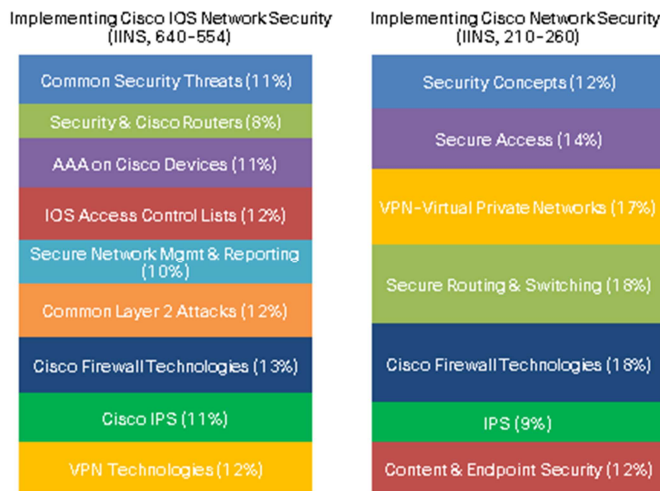 Implementing Cisco IOS Network Security
(IINS, 640-554)
Common Security Threats (11%)
Security & Cisco Routers (8%)
AAA on Cisco Devices (11%)
IOS Access Control Lists (12%)
Secure Network Mgmt & Reporting
(10%)
Common Layer 2 Attacks (12%)
Cisco Firewall Technologies (13%)
Cisco IPS (11%)
VPN Technologies (12%)
Implementing Cisco Network Security
(IINS, 210-260)
Security Concepts (12%)
Secure Access (14%)
VPN-Virtual Private Networks (17%)
Secure Routing & Switching (18%)
Cisco Firewall Technologies (18%)
IPS (9%)
Content & Endpoint Security (12%)